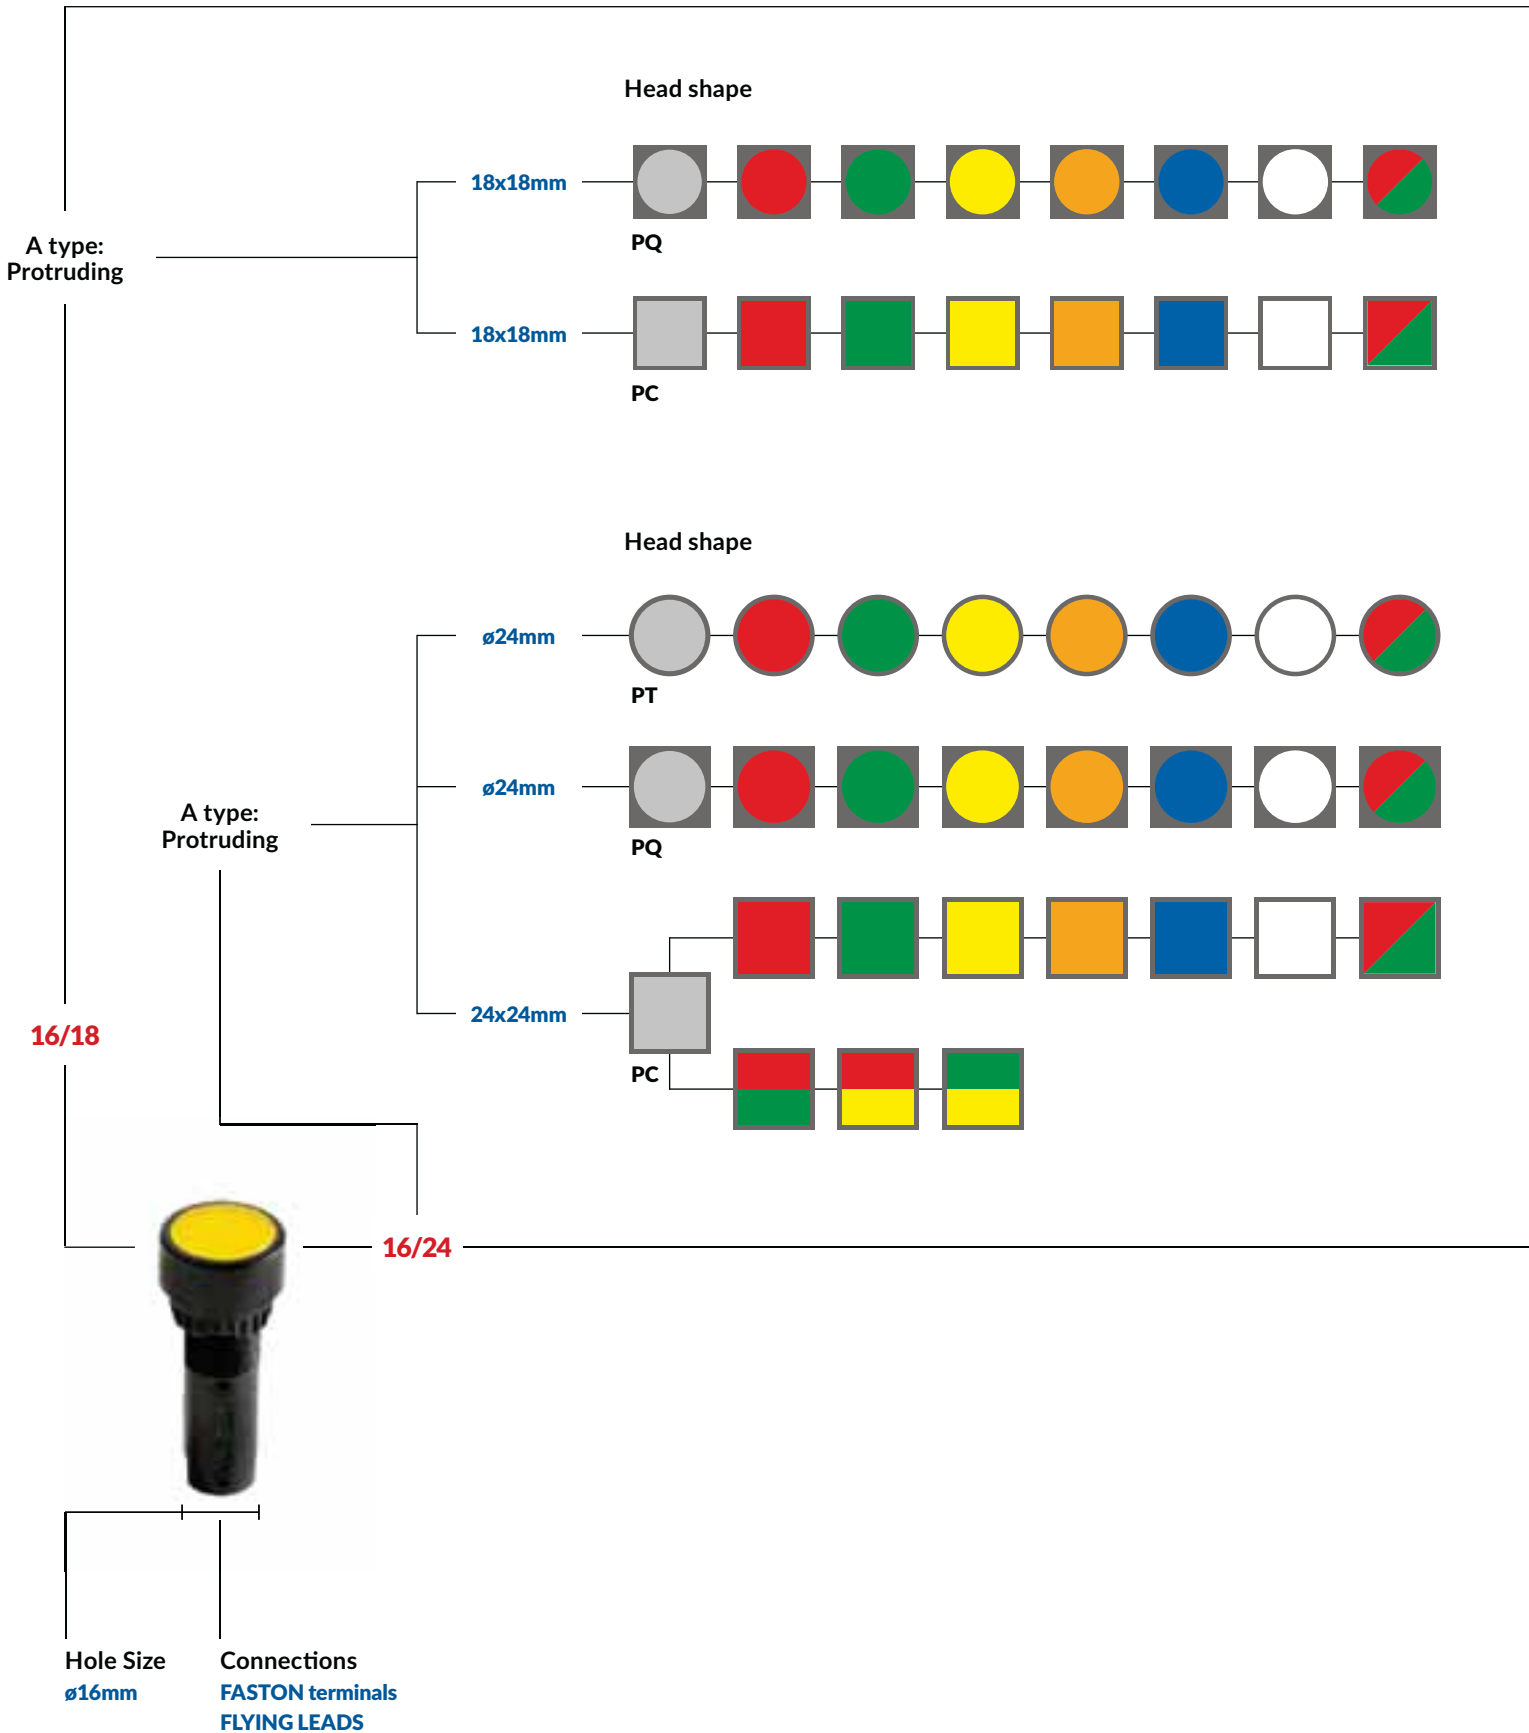 Head shape
18x18mm
PQ
A type:
Protruding
18x18mm
PC
Head shape
ø24mm
PT
ø24mm
PQ
A type:
Protruding
24x24mm
PC
16/18
16/24
Hole Size
ø16mm
Connections
FASTON terminals
FLYING LEADS